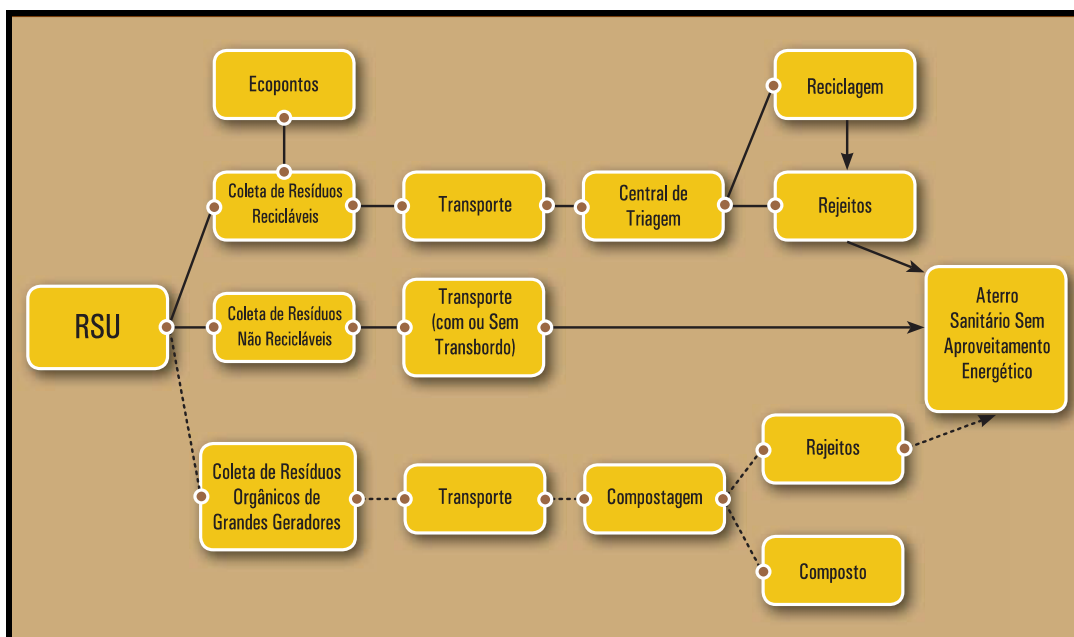 Ecopontos
Reciclagem
Coleta de Resíduos
Recicláveis
Transporte
Central de
Triagem
Rejeitos
RSU
Coleta de Resíduos
Não Recicláveis
Transporte
(com ou Sem
Transbordo)
Aterro
Sanitário Sem
Aproveitamento
Energético
Coleta de Resíduos
Orgânicos de
Grandes Geradores
Transporte
Compostagem
Rejeitos
Composto